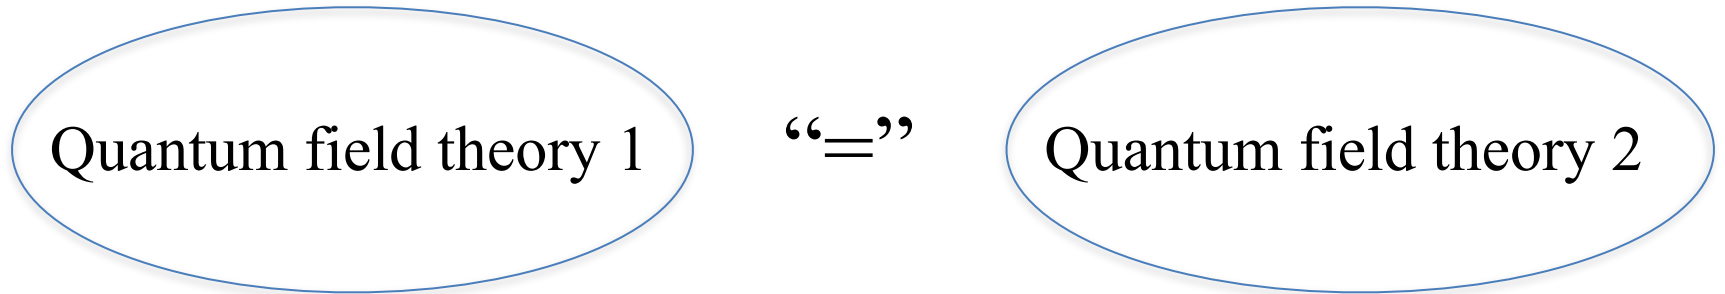 Quantum field theory 1 “=” Quantum field theory 2